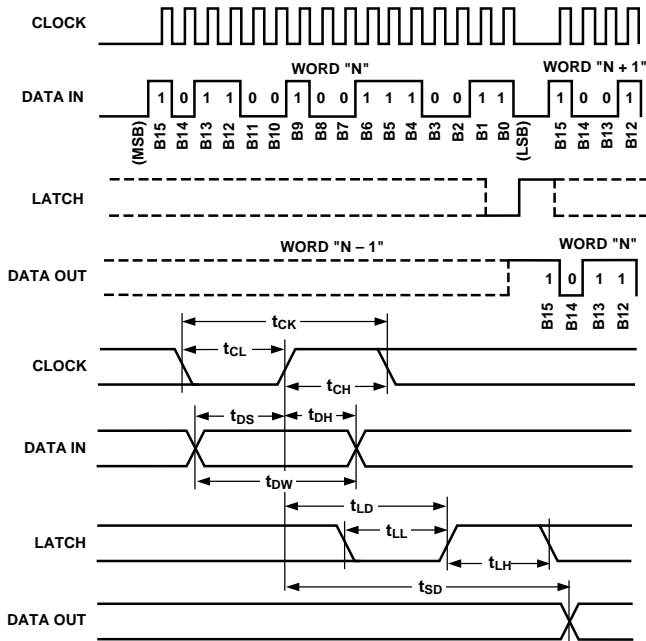 CLOCK
WORD "N"
WORD "N + 1"
DATA IN
1 0 1 1 0 0 1 0 0 1 1 1 0 0 1 1
1 0 0 1
(MSB) B15 B14 B13 B12 B11 B10 B9 B8 B7 B6 B5 B4 B3 B2 B1 B0 (LSB)
B15 B14 B13 B12
LATCH
WORD "N – 1"
WORD "N"
DATA OUT
1 0 1 1
B15 B14 B13 B12
tCK
tCL
CLOCK
tCH
tDS
tDH
DATA IN
tDW
tLD
tLL
LATCH
tLH
tSD
DATA OUT